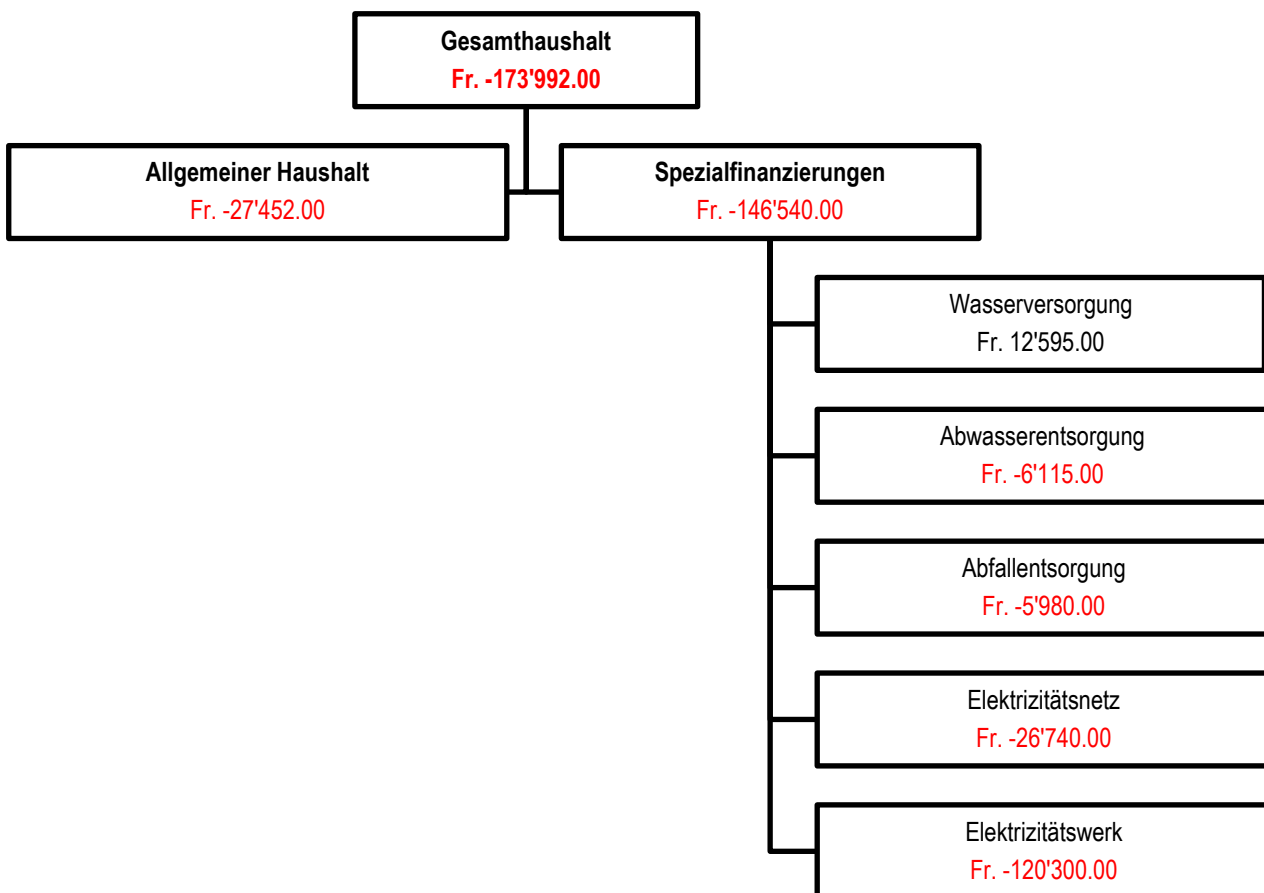 Gesamthaushalt
Fr. -173'992.00
Allgemeiner Haushalt
Fr. -27'452.00
Spezialfinanzierungen
Fr. -146'540.00
Wasserversorgung
Fr. 12'595.00
Abwasserentsorgung
Fr. -6'115.00
Abfallentsorgung
Fr. -5'980.00
Elektrizitätsnetz
Fr. -26'740.00
Elektrizitätswerk
Fr. -120'300.00